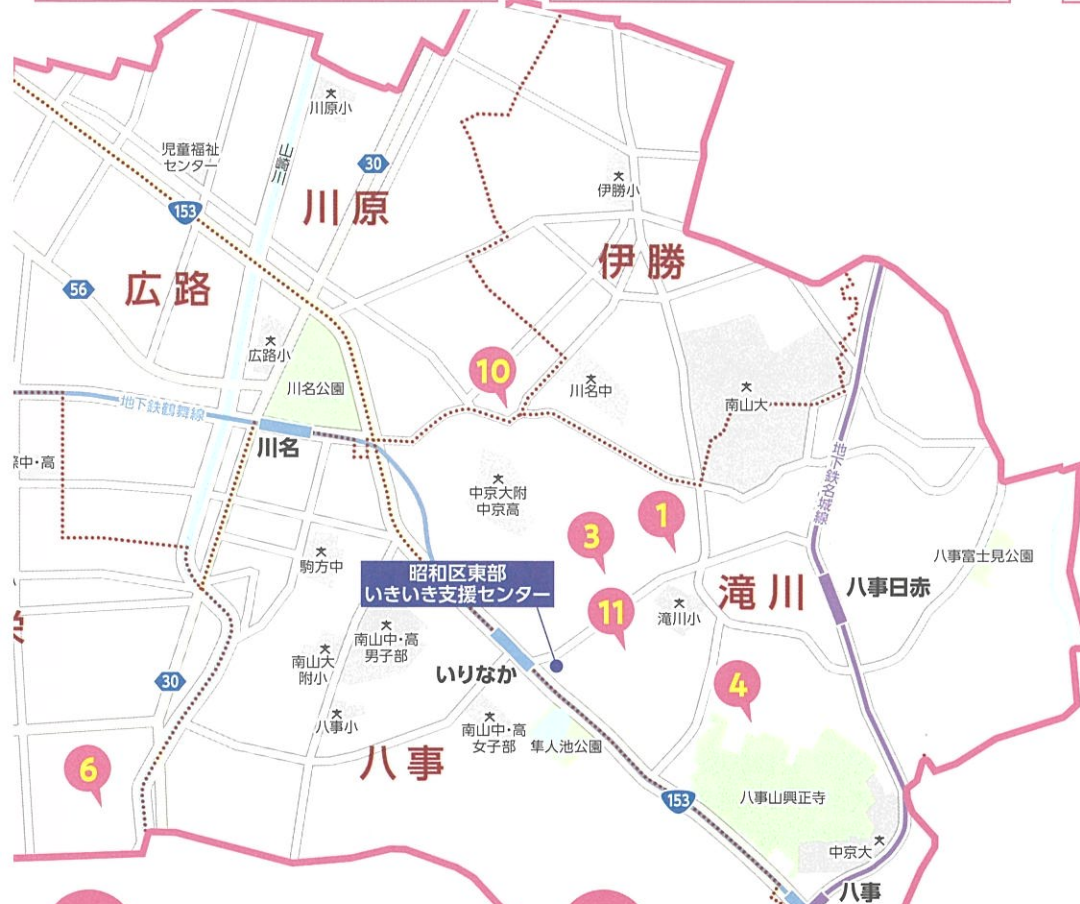 川原小
児童福祉
センター
山崎川
30
153
川原
伊勝小
伊勝
56
広路
広路小
川名公園
10
川名中
南山大
地下鉄鶴舞線
川名
中・高
中京大附
中京高
地下鉄名城線
1
3
駒方中
昭和区東部
いきいき支援センター
11
滝川小
滝川
八事日赤
八事富士見公園
南山中・高
男子部
南山大
附小
いりなか
30
4
八事小
南山中・高
女子部
隼人池公園
八事
6
153
八事山興正寺
中京大
八事